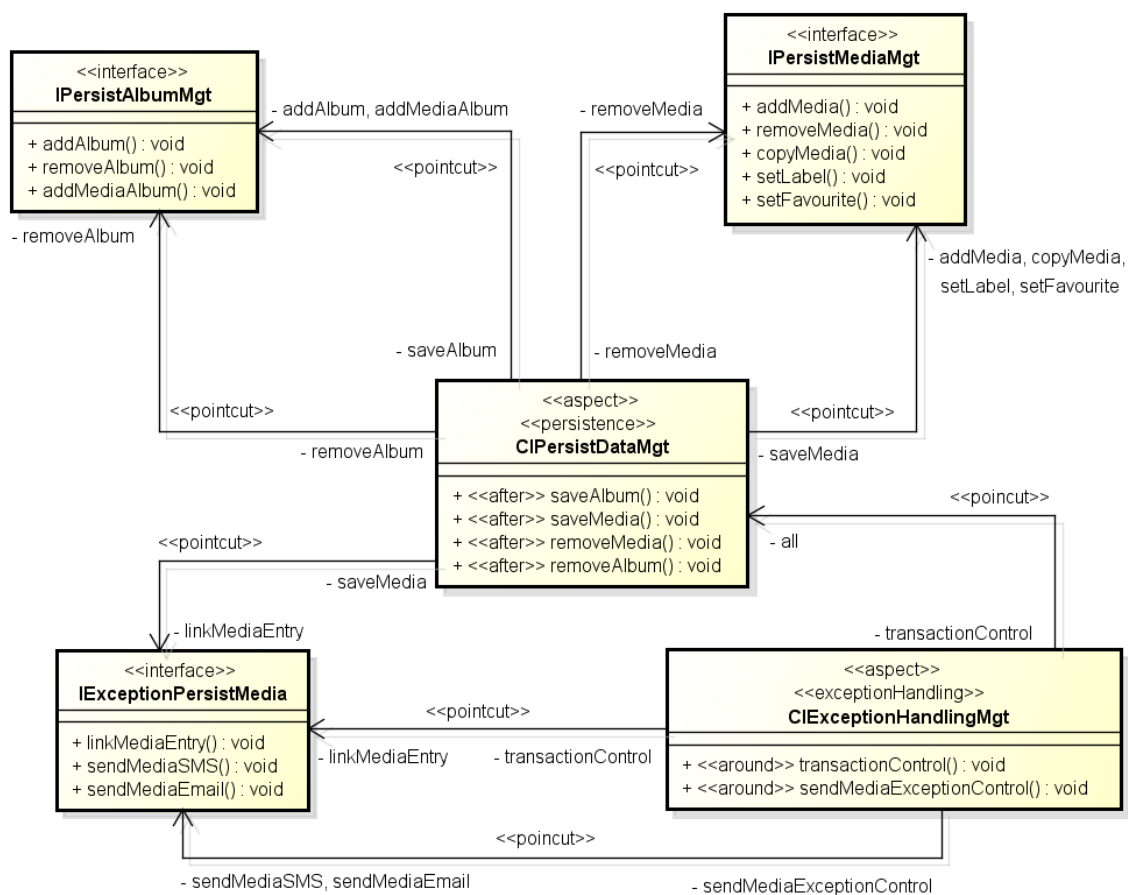 <<interface>>
IPersistAlbumMgt
+ addAlbum() : void
+ removeAlbum() : void
+ addMediaAlbum() : void
- removeAlbum
- addAlbum, addMediaAlbum
<<pointcut>>
- saveAlbum
- removeMedia
<<pointcut>>
- removeMedia
<<interface>>
IPersistMediaMgt
+ addMedia() : void
+ removeMedia() : void
+ copyMedia() : void
+ setLabel() : void
+ setFavourite() : void
- addMedia, copyMedia,
setLabel, setFavourite
<<pointcut>>
- removeAlbum
<<aspect>>
<<persistence>>
CIPersistDataMgt
+ <<after>> saveAlbum() : void
+ <<after>> saveMedia() : void
+ <<after>> removeMedia() : void
+ <<after>> removeAlbum() : void
<<pointcut>>
- saveMedia
<<poincut>>
- all
- transactionControl
<<pointcut>>
- saveMedia
- linkMediaEntry
<<interface>>
IExceptionPersistMedia
+ linkMediaEntry() : void
+ sendMediaSMS() : void
+ sendMediaEmail() : void
<<pointcut>>
- linkMediaEntry
- transactionControl
<<aspect>>
<<exceptionHandling>>
CIExceptionHandlingMgt
+ <<around>> transactionControl() : void
+ <<around>> sendMediaExceptionControl() : void
<<poincut>>
- sendMediaSMS, sendMediaEmail
- sendMediaExceptionControl